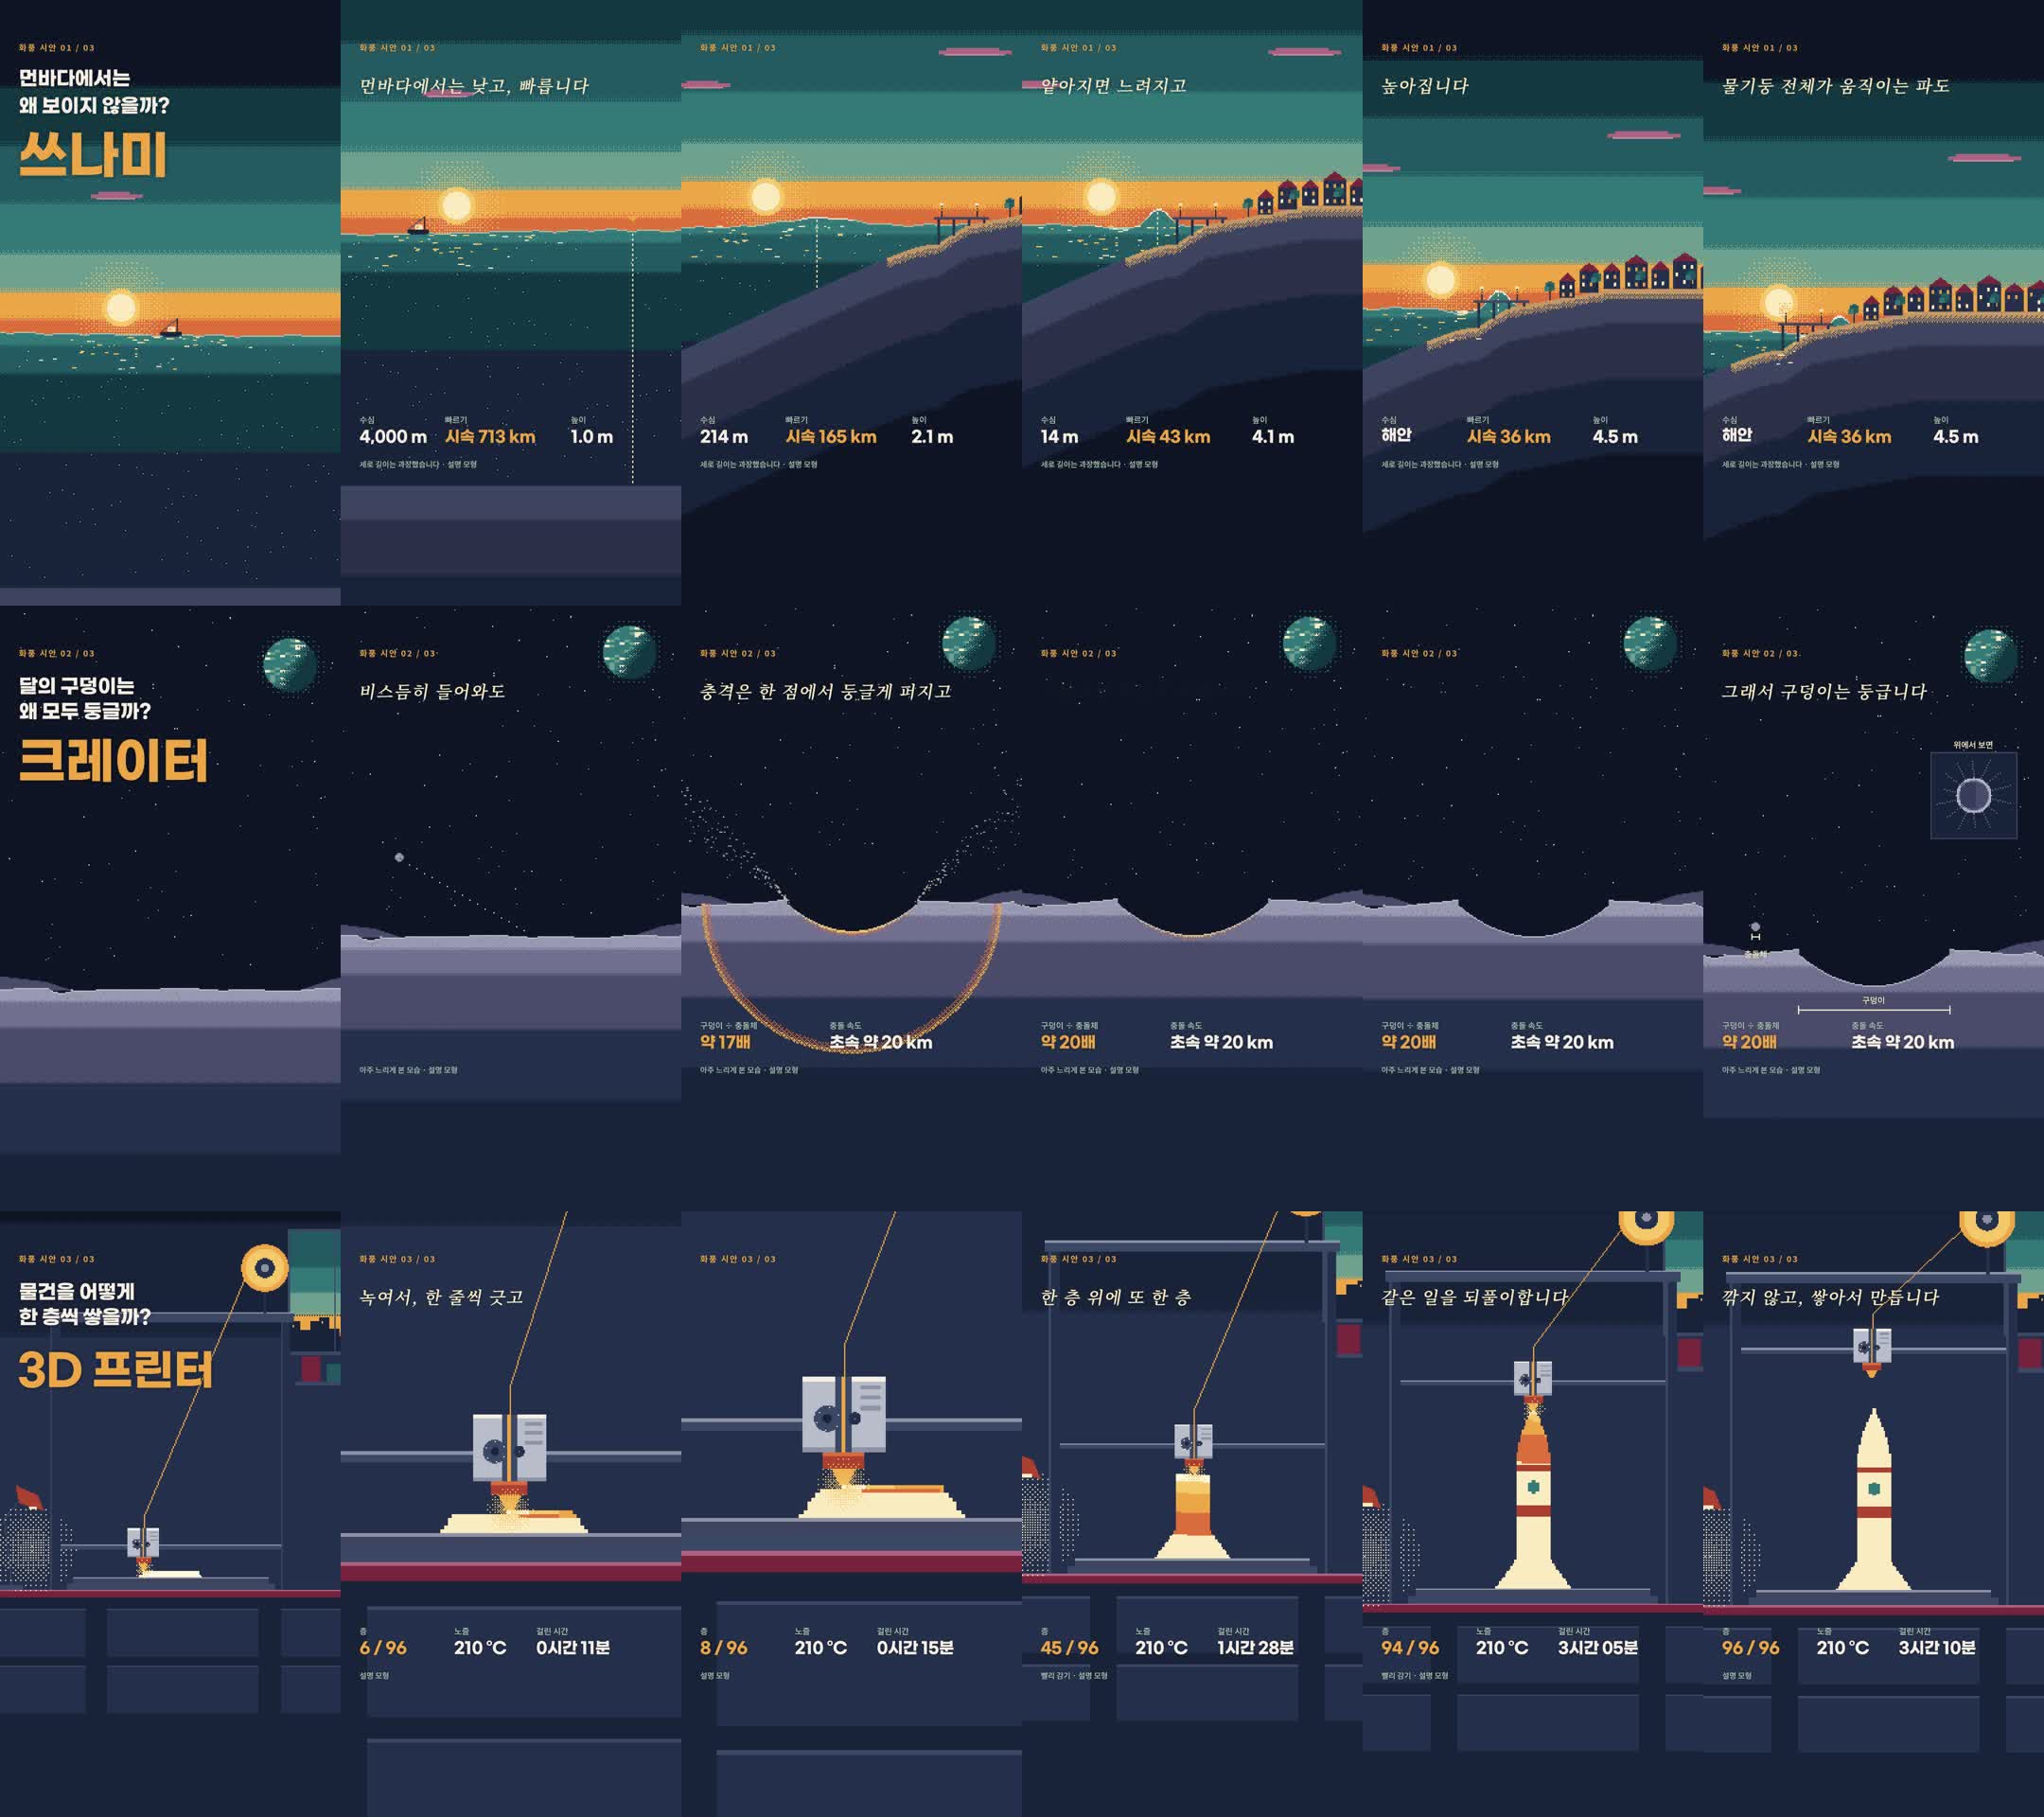 화풍 시안 01 / 03
먼바다에서는
왜 보이지 않을까?
쓰나미
화풍 시안 01 / 03
먼바다에서는 낮고, 빠릅니다
수심 빠르기 높이
4,000 m 시속 713 km 1.0 m
세로 길이는 과장했습니다 · 설명 모형
화풍 시안 01 / 03
수심 빠르기 높이
214 m 시속 165 km 2.1 m
세로 길이는 과장했습니다 · 설명 모형
화풍 시안 01 / 03
얕아지면 느려지고
수심 빠르기 높이
14 m 시속 43 km 4.1 m
세로 길이는 과장했습니다 · 설명 모형
화풍 시안 01 / 03
높아집니다
수심 빠르기 높이
해안 시속 36 km 4.5 m
세로 길이는 과장했습니다 · 설명 모형
화풍 시안 01 / 03
물기둥 전체가 움직이는 파도
수심 빠르기 높이
해안 시속 36 km 4.5 m
세로 길이는 과장했습니다 · 설명 모형
화풍 시안 02 / 03
달의 구덩이는
왜 모두 둥글까?
크레이터
화풍 시안 02 / 03
비스듬히 들어와도
아주 느리게 본 모습 · 설명 모형
화풍 시안 02 / 03
충격은 한 점에서 둥글게 퍼지고
구덩이 ÷ 충돌체 충돌 속도
약 17배 초속 약 20 km
아주 느리게 본 모습 · 설명 모형
화풍 시안 02 / 03
구덩이 ÷ 충돌체 충돌 속도
약 20배 초속 약 20 km
아주 느리게 본 모습 · 설명 모형
화풍 시안 02 / 03
구덩이 ÷ 충돌체 충돌 속도
약 20배 초속 약 20 km
아주 느리게 본 모습 · 설명 모형
화풍 시안 02 / 03
그래서 구덩이는 둥급니다
위에서 보면
충돌체
구덩이
구덩이 ÷ 충돌체 충돌 속도
약 20배 초속 약 20 km
아주 느리게 본 모습 · 설명 모형
화풍 시안 03 / 03
물건을 어떻게
한 층씩 쌓을까?
3D 프린터
화풍 시안 03 / 03
녹여서, 한 줄씩 긋고
층 노즐 걸린 시간
6 / 96 210 °C 0시간 11분
설명 모형
화풍 시안 03 / 03
층 노즐 걸린 시간
8 / 96 210 °C 0시간 15분
설명 모형
화풍 시안 03 / 03
한 층 위에 또 한 층
층 노즐 걸린 시간
45 / 96 210 °C 1시간 28분
빨리 감기 · 설명 모형
화풍 시안 03 / 03
같은 일을 되풀이합니다
층 노즐 걸린 시간
94 / 96 210 °C 3시간 05분
빨리 감기 · 설명 모형
화풍 시안 03 / 03
깎지 않고, 쌓아서 만듭니다
층 노즐 걸린 시간
96 / 96 210 °C 3시간 10분
설명 모형